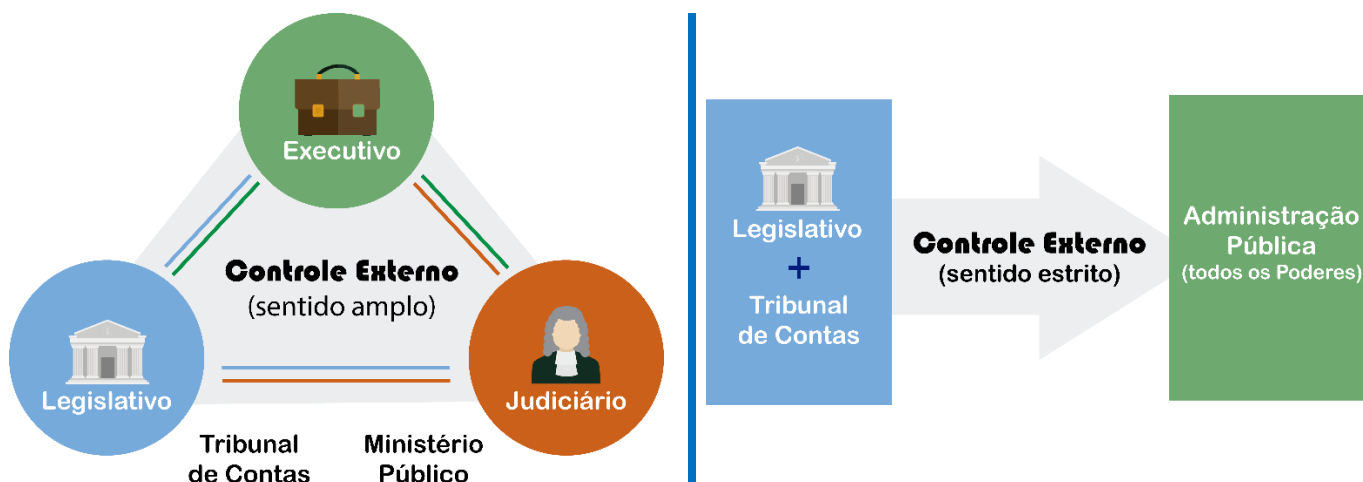 Executivo
Controle Externo
(sentido amplo)
Legislativo
Judiciário
Tribunal
de Contas
Ministério
Público
Legislativo
+
Tribunal
de Contas
Controle Externo
(sentido estrito)
Administração
Pública
(todos os Poderes)